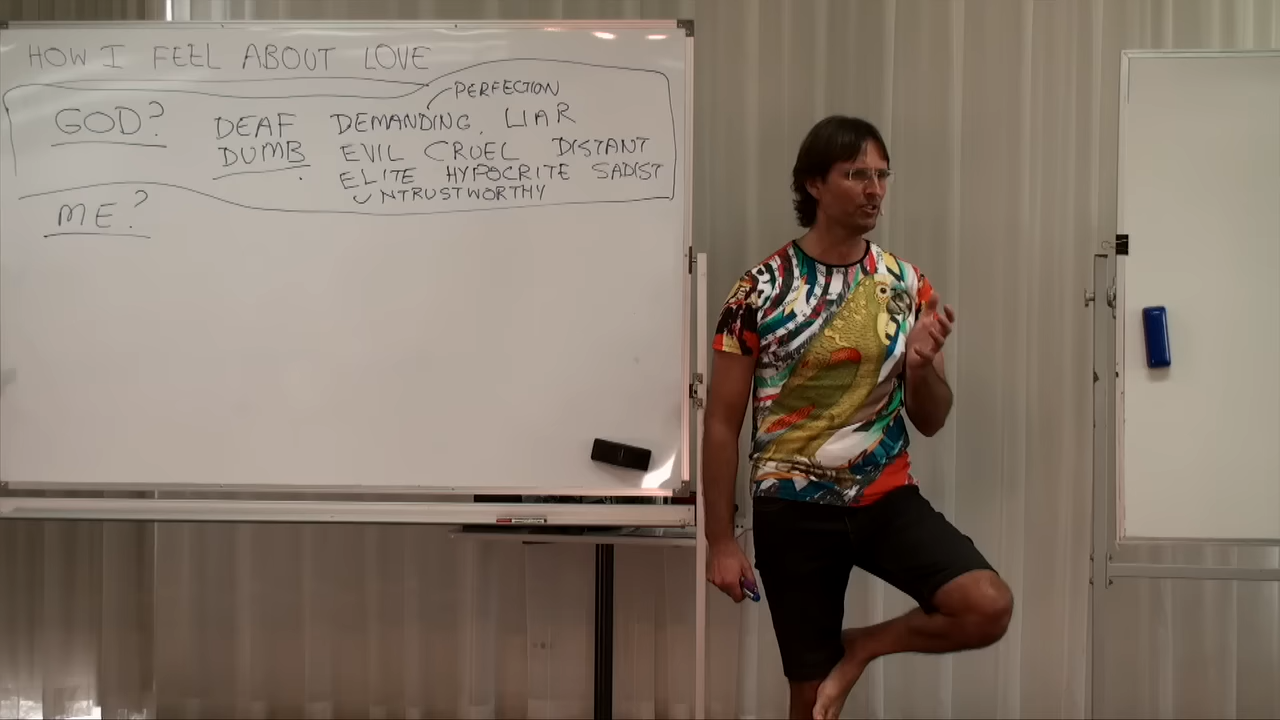 HOW I FEEL ABOUT LOVE
PERFECTION
GOD? DEAF DEMANDING, LIAR
DUMB EVIL CRUEL DISTANT
ELITE HYPOCRITE SADIST
UNTRUSTWORTHY
ME?